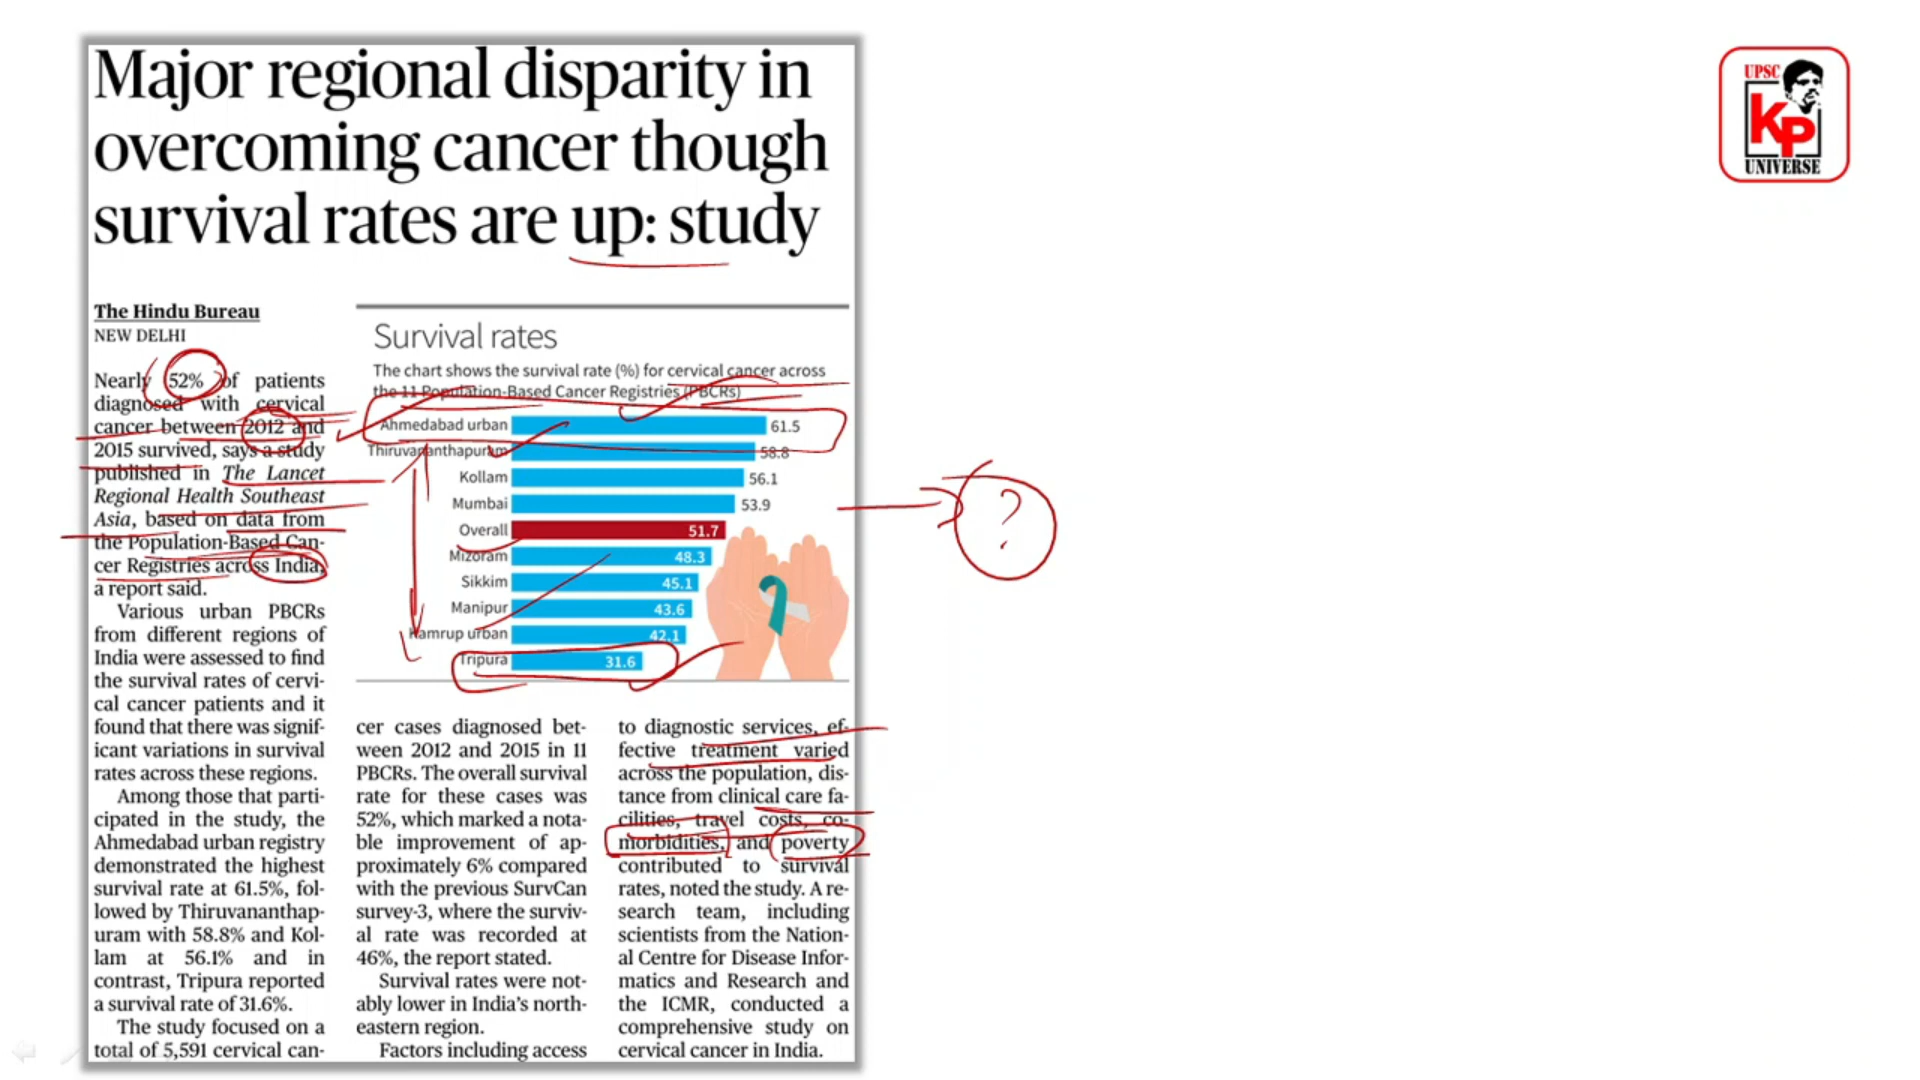 Major regional disparity in
overcoming cancer though
survival rates are up: study
The Hindu Bureau
NEW DELHI
Nearly 52% of patients
diagnosed with cervical
cancer between 2012 and
2015 survived, says a study
published in The Lancet
Regional Health Southeast
Asia, based on data from
the Population-Based Can-
cer Registries across India,
a report said.
Various urban PBCRs
from different regions of
India were assessed to find
the survival rates of cervi-
cal cancer patients and it
found that there was signif-
icant variations in survival
rates across these regions.
Among those that parti-
cipated in the study, the
Ahmedabad urban registry
demonstrated the highest
survival rate at 61.5%, fol-
lowed by Thiruvananthap-
uram with 58.8% and Kol-
lam at 56.1% and in
contrast, Tripura reported
a survival rate of 31.6%.
The study focused on a
total of 5,591 cervical can-
Survival rates
The chart shows the survival rate (%) for cervical cancer across
the 11 Population-Based Cancer Registries (PBCRs)
Ahmedabad urban 61.5
Thiruvananthapuram 58.8
Kollam 56.1
Mumbai 53.9
Overall 51.7
Mizoram 48.3
Sikkim 45.1
Manipur 43.6
Kamrup urban 42.1
Tripura 31.6
cer cases diagnosed bet-
ween 2012 and 2015 in 11
PBCRs. The overall survival
rate for these cases was
52%, which marked a nota-
ble improvement of ap-
proximately 6% compared
with the previous SurvCan
survey-3, where the surviv-
al rate was recorded at
46%, the report stated.
Survival rates were not-
ably lower in India's north-
eastern region.
Factors including access
to diagnostic services, ef-
fective treatment varied
across the population, dis-
tance from clinical care fa-
cilities, travel costs, co-
morbidities, and poverty
contributed to survival
rates, noted the study. A re-
search team, including
scientists from the Nation-
al Centre for Disease Infor-
matics and Research and
the ICMR, conducted a
comprehensive study on
cervical cancer in India.
?
UPSC
KP
UNIVERSE